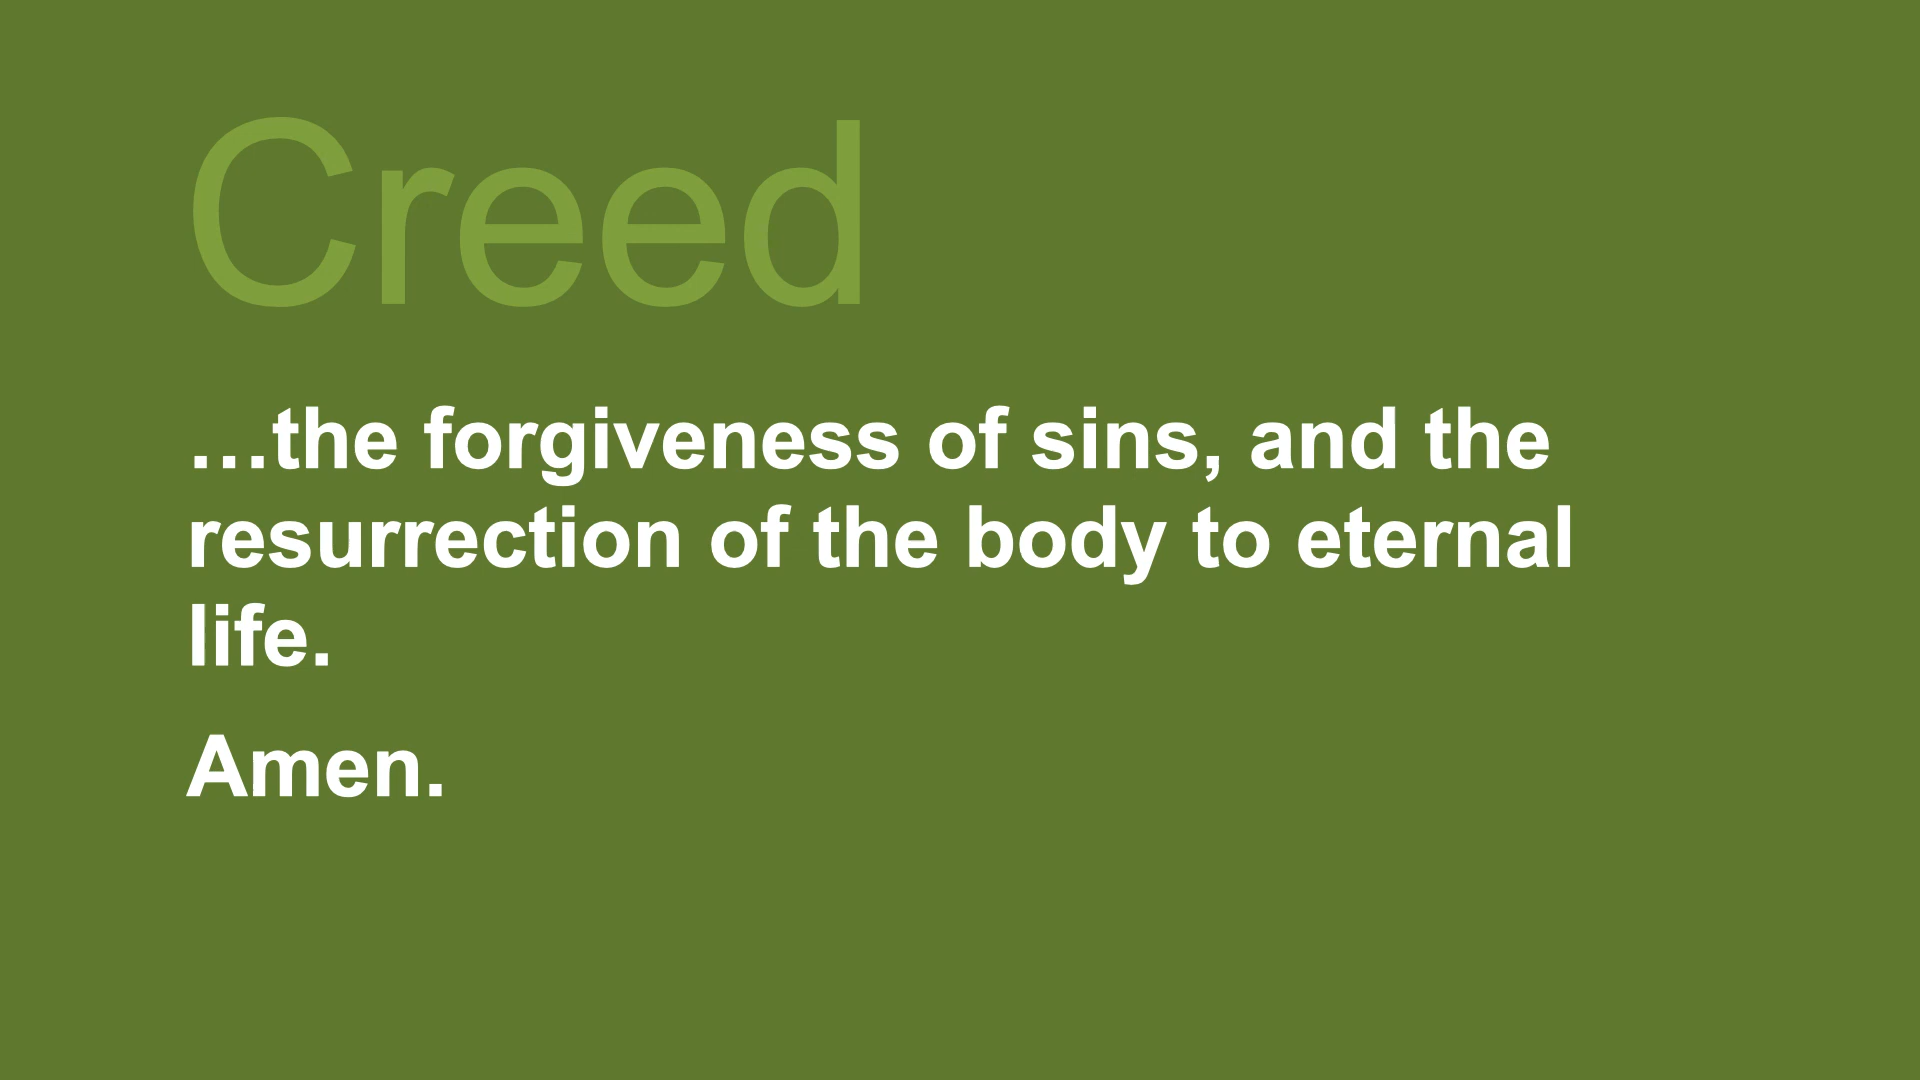 Creed
…the forgiveness of sins, and the
resurrection of the body to eternal
life.
Amen.